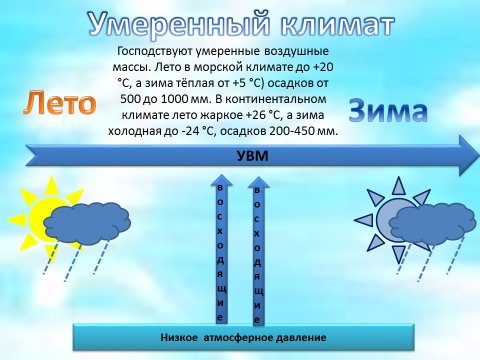 Умеренный климат
Господствуют умеренные воздушные
массы. Лето в морской климате до +20
°С, а зима тёплая от +5 °С) осадков от
500 до 1000 мм. В континентальном
климате лето жаркое +26 °С, а зима
холодная до -24 °С, осадков 200-450 мм.
Лето
Зима
УВМ
восходящие
восходящие
Низкое атмосферное давление